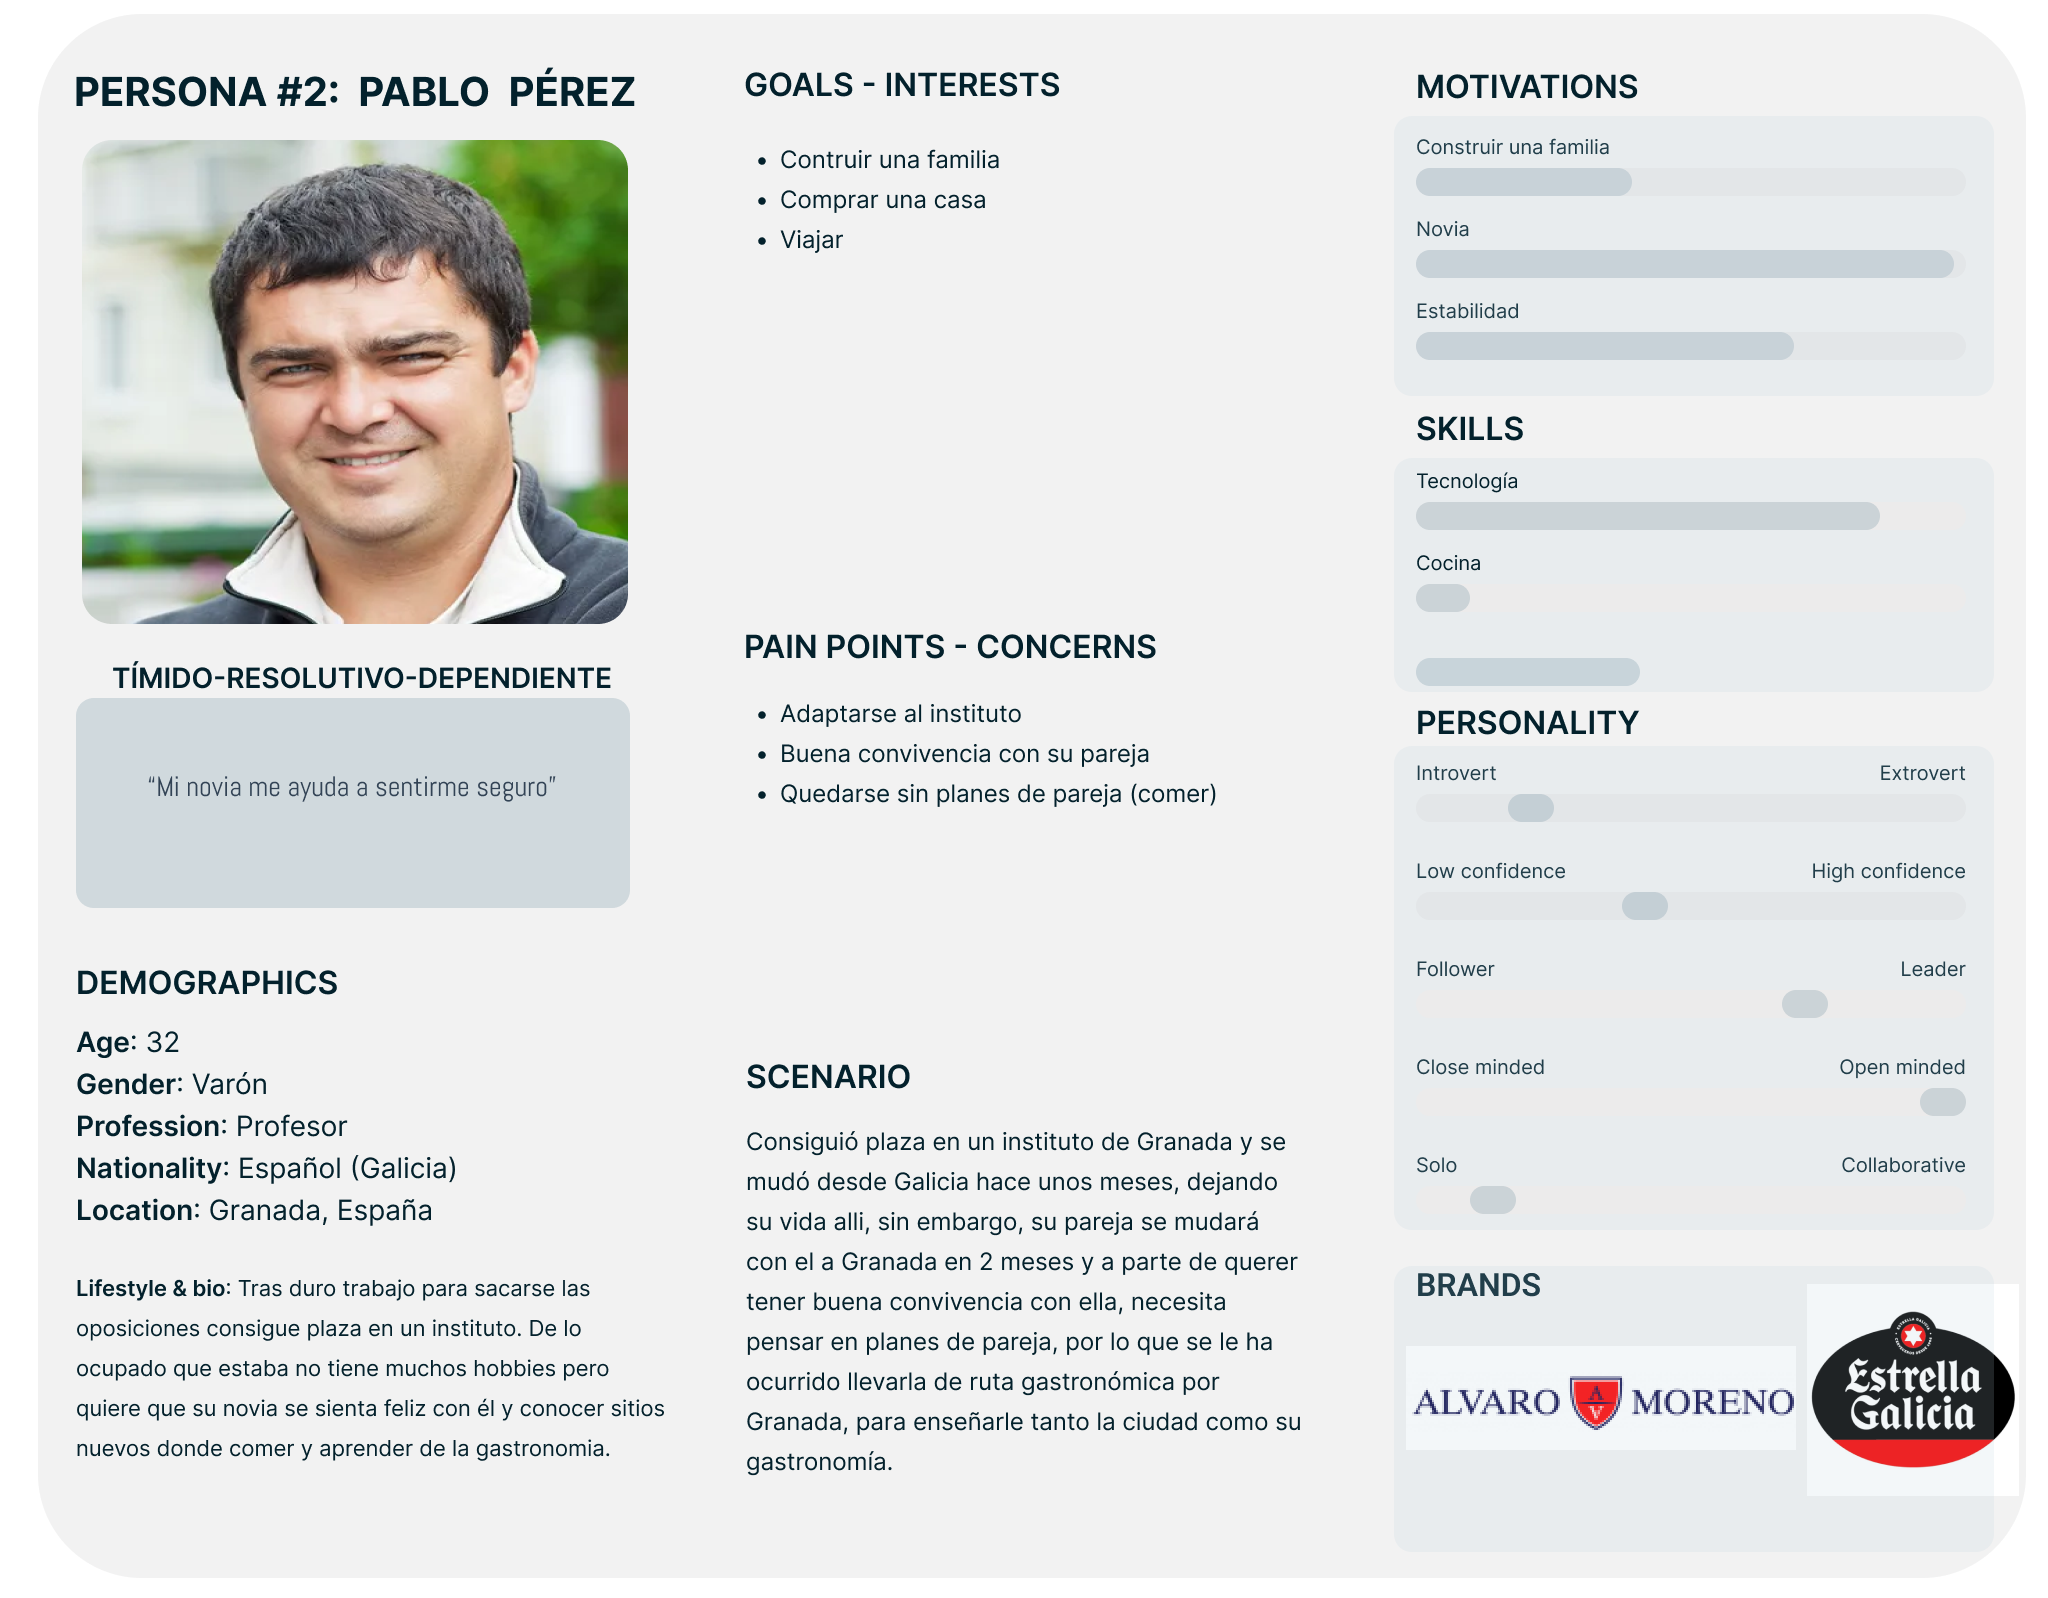 PERSONA #2: PABLO PÉREZ
TÍMIDO-RESOLUTIVO-DEPENDIENTE
“Mi novia me ayuda a sentirme seguro”
DEMOGRAPHICS
Age: 32
Gender: Varón
Profession: Profesor
Nationality: Español (Galicia)
Location: Granada, España
Lifestyle & bio: Tras duro trabajo para sacarse las
oposiciones consigue plaza en un instituto. De lo
ocupado que estaba no tiene muchos hobbies pero
quiere que su novia se sienta feliz con él y conocer sitios
nuevos donde comer y aprender de la gastronomia.
GOALS - INTERESTS
• Contruir una familia
• Comprar una casa
• Viajar
PAIN POINTS - CONCERNS
• Adaptarse al instituto
• Buena convivencia con su pareja
• Quedarse sin planes de pareja (comer)
SCENARIO
Consiguió plaza en un instituto de Granada y se
mudó desde Galicia hace unos meses, dejando
su vida alli, sin embargo, su pareja se mudará
con el a Granada en 2 meses y a parte de querer
tener buena convivencia con ella, necesita
pensar en planes de pareja, por lo que se le ha
ocurrido llevarla de ruta gastronómica por
Granada, para enseñarle tanto la ciudad como su
gastronomía.
MOTIVATIONS
Construir una familia
Novia
Estabilidad
SKILLS
Tecnología
Cocina
PERSONALITY
Introvert Extrovert
Low confidence High confidence
Follower Leader
Close minded Open minded
Solo Collaborative
BRANDS
ALVARO MORENO
Estrella
Galicia